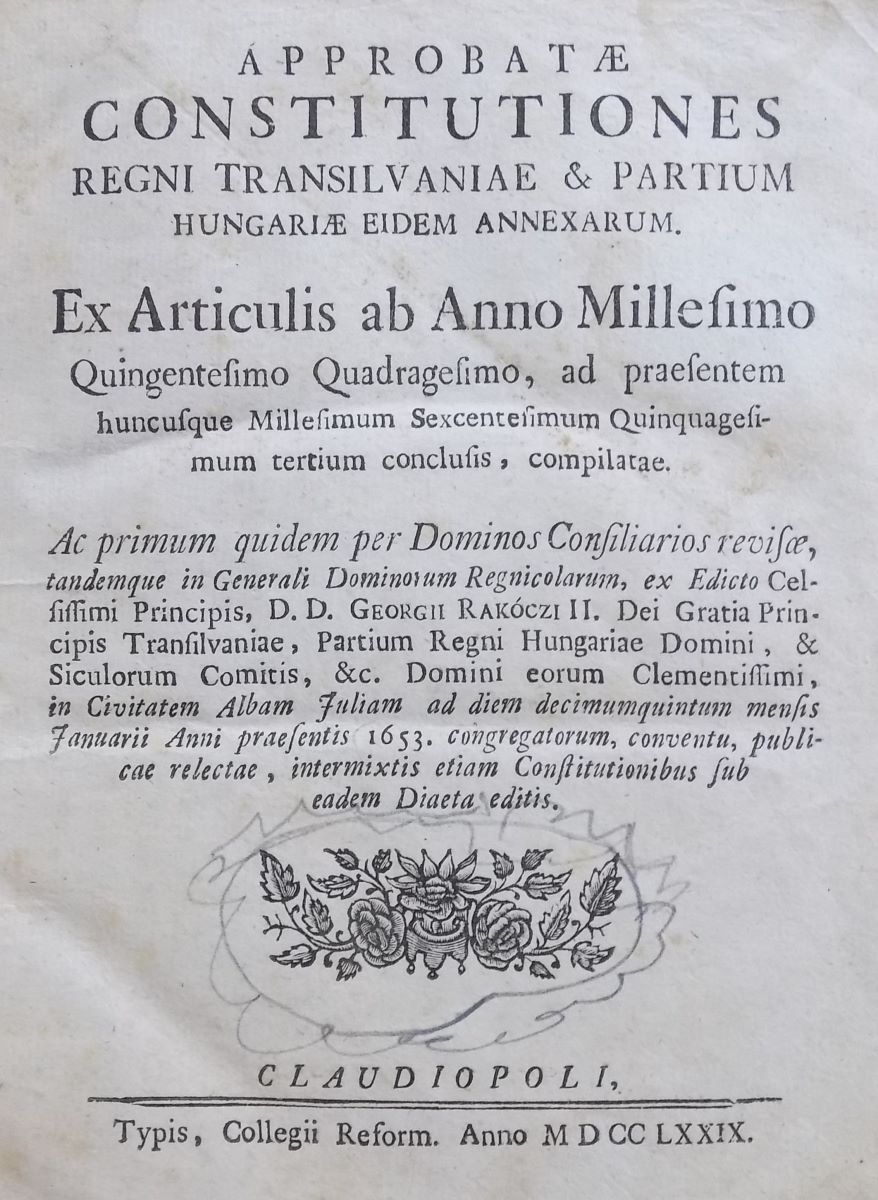 APPROBATÆ
CONSTITUTIONES
REGNI TRANSILVANIAE & PARTIUM
HUNGARIÆ EIDEM ANNEXARUM.
Ex Articulis ab Anno Milleſimo
Quingenteſimo Quadrageſimo, ad praeſentem
huncuſque Milleſimum Sexcenteſimum Quinquageſi-
mum tertium concluſis, compilatae.
Ac primum quidem per Dominos Conſiliarios reviſæ,
tandemque in Generali Dominorum Regnicolarum, ex Edicto Cel-
ſiſſimi Principis, D. D. GEORGII RAKÓCZI II. Dei Gratia Prin-
cipis Tranſilvaniae, Partium Regni Hungariae Domini, &
Siculorum Comitis, &c. Domini eorum Clementiſſimi,
in Civitatem Albam Juliam ad diem decimumquintum menſis
Januarii Anni praeſentis 1653. congregatorum, conventu, publi-
cae relectae, intermixtis etiam Conſtitutionibus ſub
eadem Diaeta editis.
CLAUDIOPOLI,
Typis, Collegii Reform. Anno M D CC LXXIX.